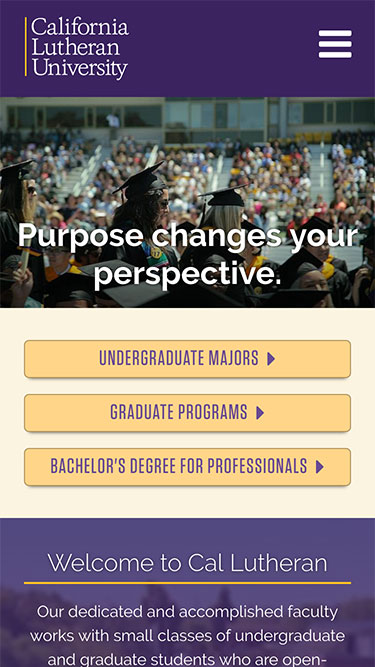 California
Lutheran
University
Purpose changes your
perspective.
UNDERGRADUATE MAJORS
GRADUATE PROGRAMS
BACHELOR'S DEGREE FOR PROFESSIONALS
Welcome to Cal Lutheran
Our dedicated and accomplished faculty
works with small classes of undergraduate
and graduate students who are open-